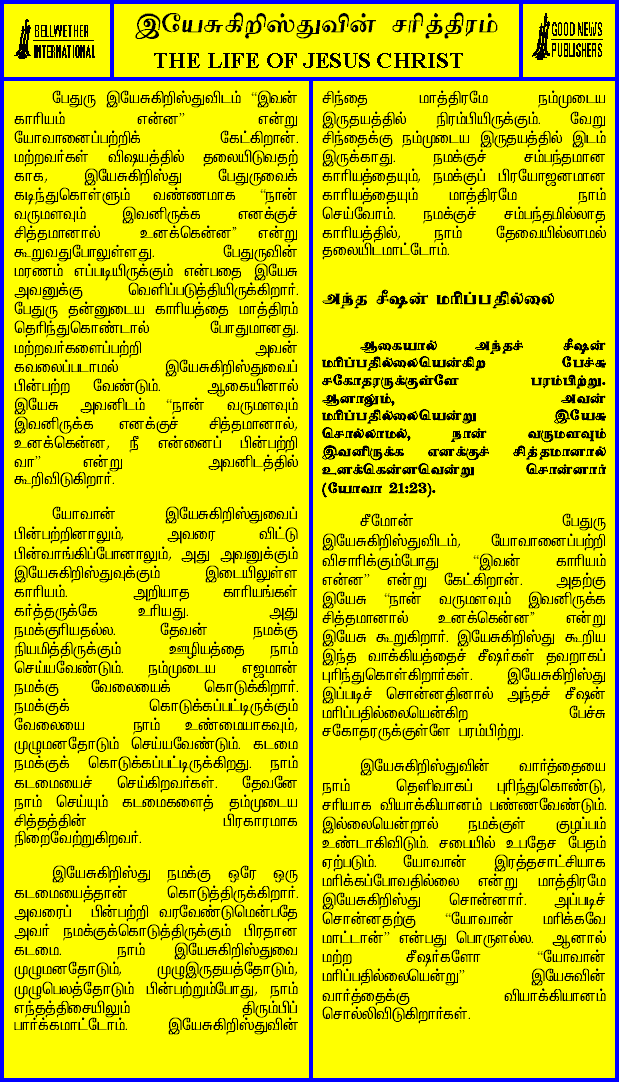 BELLWETHER
INTERNATIONAL
இயேசுகிறிஸ்துவின் சரித்திரம்
THE LIFE OF JESUS CHRIST
GOOD NEWS
PUBLISHERS
பேதுரு இயேசுகிறிஸ்துவிடம் “இவன்
காரியம் என்ன” என்று
யோவானைப்பற்றிக் கேட்கிறான்.
மற்றவர்கள் விஷயத்தில் தலையிடுவதற்
காக, இயேசுகிறிஸ்து பேதுருவைக்
கடிந்துகொள்ளும் வண்ணமாக “நான்
வருமளவும் இவனிருக்க எனக்குச்
சித்தமானால் உனக்கென்ன” என்று
கூறுவதுபோலுள்ளது. பேதுருவின்
மரணம் எப்படியிருக்கும் என்பதை இயேசு
அவனுக்கு வெளிப்படுத்தியிருக்கிறார்.
பேதுரு தன்னுடைய காரியத்தை மாத்திரம்
தெரிந்துகொண்டால் போதுமானது.
மற்றவர்களைப்பற்றி அவன்
கவலைப்படாமல் இயேசுகிறிஸ்துவைப்
பின்பற்ற வேண்டும். ஆகையினால்
இயேசு அவனிடம் “நான் வருமளவும்
இவனிருக்க எனக்குச் சித்தமானால்,
உனக்கென்ன, நீ என்னைப் பின்பற்றி
வா” என்று அவனிடத்தில்
கூறிவிடுகிறார்.
யோவான் இயேசுகிறிஸ்துவைப்
பின்பற்றினாலும், அவரை விட்டு
பின்வாங்கிப்போனாலும், அது அவனுக்கும்
இயேசுகிறிஸ்துவுக்கும் இடையிலுள்ள
காரியம். அறியாத காரியங்கள்
கர்த்தருக்கே உரியது. அது
நமக்குரியதல்ல. தேவன் நமக்கு
நியமித்திருக்கும் ஊழியத்தை நாம்
செய்யவேண்டும். நம்முடைய எஜமான்
நமக்கு வேலையைக் கொடுக்கிறார்.
நமக்குக் கொடுக்கப்பட்டிருக்கும்
வேலையை நாம் உண்மையாகவும்,
முழுமனதோடும் செய்யவேண்டும். கடமை
நமக்குக் கொடுக்கப்பட்டிருக்கிறது. நாம்
கடமையைச் செய்கிறவர்கள். தேவனே
நாம் செய்யும் கடமைகளைத் தம்முடைய
சித்தத்தின் பிரகாரமாக
நிறைவேற்றுகிறவர்.
இயேசுகிறிஸ்து நமக்கு ஒரே ஒரு
கடமையைத்தான் கொடுத்திருக்கிறார்.
அவரைப் பின்பற்றி வரவேண்டுமென்பதே
அவர் நமக்குக்கொடுத்திருக்கும் பிரதான
கடமை. நாம் இயேசுகிறிஸ்துவை
முழுமனதோடும், முழுஇருதயத்தோடும்,
முழுபெலத்தோடும் பின்பற்றும்போது, நாம்
எந்தத்திசையிலும் திரும்பிப்
பார்க்கமாட்டோம். இயேசுகிறிஸ்துவின்
சிந்தை மாத்திரமே நம்முடைய
இருதயத்தில் நிரம்பியிருக்கும். வேறு
சிந்தைக்கு நம்முடைய இருதயத்தில் இடம்
இருக்காது. நமக்குச் சம்பந்தமான
காரியத்தையும், நமக்குப் பிரயோஜனமான
காரியத்தையும் மாத்திரமே நாம்
செய்வோம். நமக்குச் சம்பந்தமில்லாத
காரியத்தில், நாம் தேவையில்லாமல்
தலையிடமாட்டோம்.
அந்த சீஷன் மரிப்பதில்லை
ஆகையால் அந்தச் சீஷன்
மரிப்பதில்லையென்கிற பேச்சு
சகோதரருக்குள்ளே பரம்பிற்று.
ஆனாலும், அவன்
மரிப்பதில்லையென்று இயேசு
சொல்லாமல், நான் வருமளவும்
இவனிருக்க எனக்குச் சித்தமானால்
உனக்கென்னவென்று சொன்னார்
(யோவா 21:23).
சீமோன் பேதுரு
இயேசுகிறிஸ்துவிடம், யோவானைப்பற்றி
விசாரிக்கும்போது “இவன் காரியம்
என்ன” என்று கேட்கிறான். அதற்கு
இயேசு “நான் வருமளவும் இவனிருக்க
சித்தமானால் உனக்கென்ன” என்று
இயேசு கூறுகிறார். இயேசுகிறிஸ்து கூறிய
இந்த வாக்கியத்தைச் சீஷர்கள் தவறாகப்
புரிந்துகொள்கிறார்கள். இயேசுகிறிஸ்து
இப்படிச் சொன்னதினால் அந்தச் சீஷன்
மரிப்பதில்லையென்கிற பேச்சு
சகோதரருக்குள்ளே பரம்பிற்று.
இயேசுகிறிஸ்துவின் வார்த்தையை
நாம் தெளிவாகப் புரிந்துகொண்டு,
சரியாக வியாக்கியானம் பண்ணவேண்டும்.
இல்லையென்றால் நமக்குள் குழப்பம்
உண்டாகிவிடும். சபையில் உபதேச பேதம்
ஏற்படும். யோவான் இரத்தசாட்சியாக
மரிக்கப்போவதில்லை என்று மாத்திரமே
இயேசுகிறிஸ்து சொன்னார். அப்படிச்
சொன்னதற்கு “யோவான் மரிக்கவே
மாட்டான்” என்பது பொருளல்ல. ஆனால்
மற்ற சீஷர்களோ “யோவான்
மரிப்பதில்லையென்று” இயேசுவின்
வார்த்தைக்கு வியாக்கியானம்
சொல்லிவிடுகிறார்கள்.